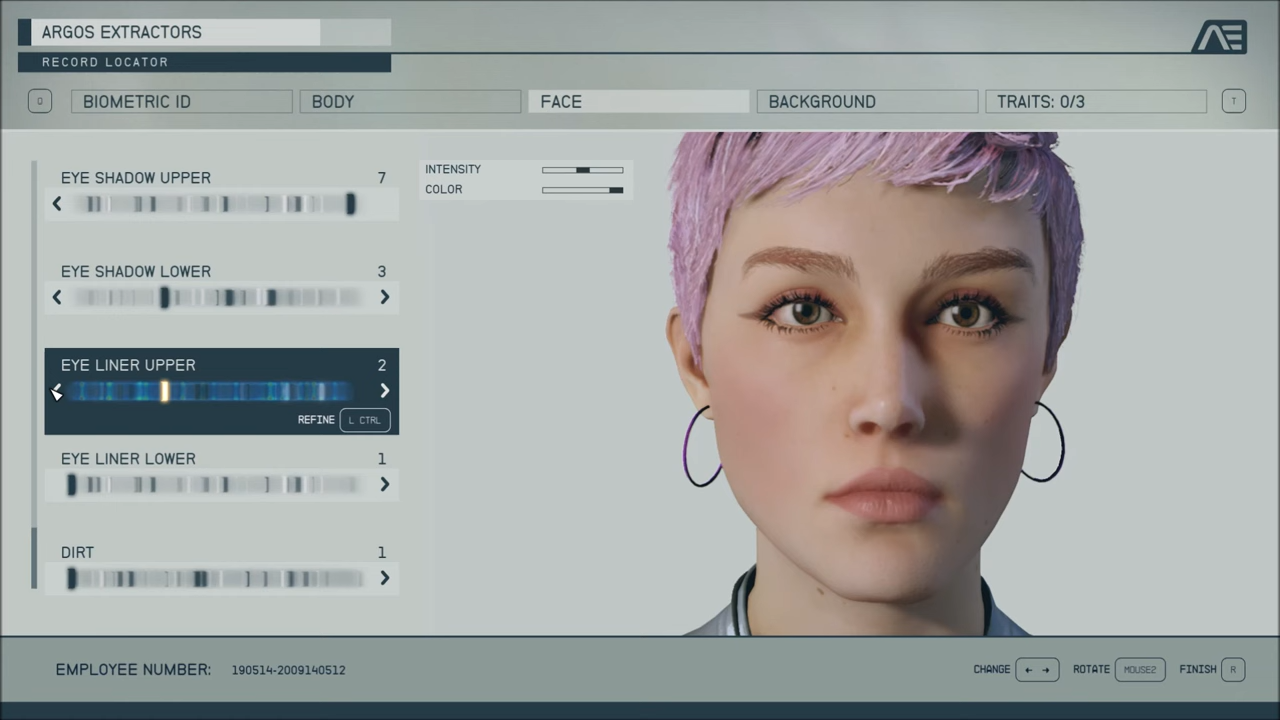 ARGOS EXTRACTORS
RECORD LOCATOR
AE
BIOMETRIC ID
BODY
FACE
BACKGROUND
TRAITS: 0/3
T
EYE SHADOW UPPER 7
INTENSITY
COLOR
EYE SHADOW LOWER 3
EYE LINER UPPER 2
REFINE L CTRL
EYE LINER LOWER 1
DIRT 1
EMPLOYEE NUMBER: 190514-2009140512
CHANGE ← → ROTATE MOUSE2 FINISH R